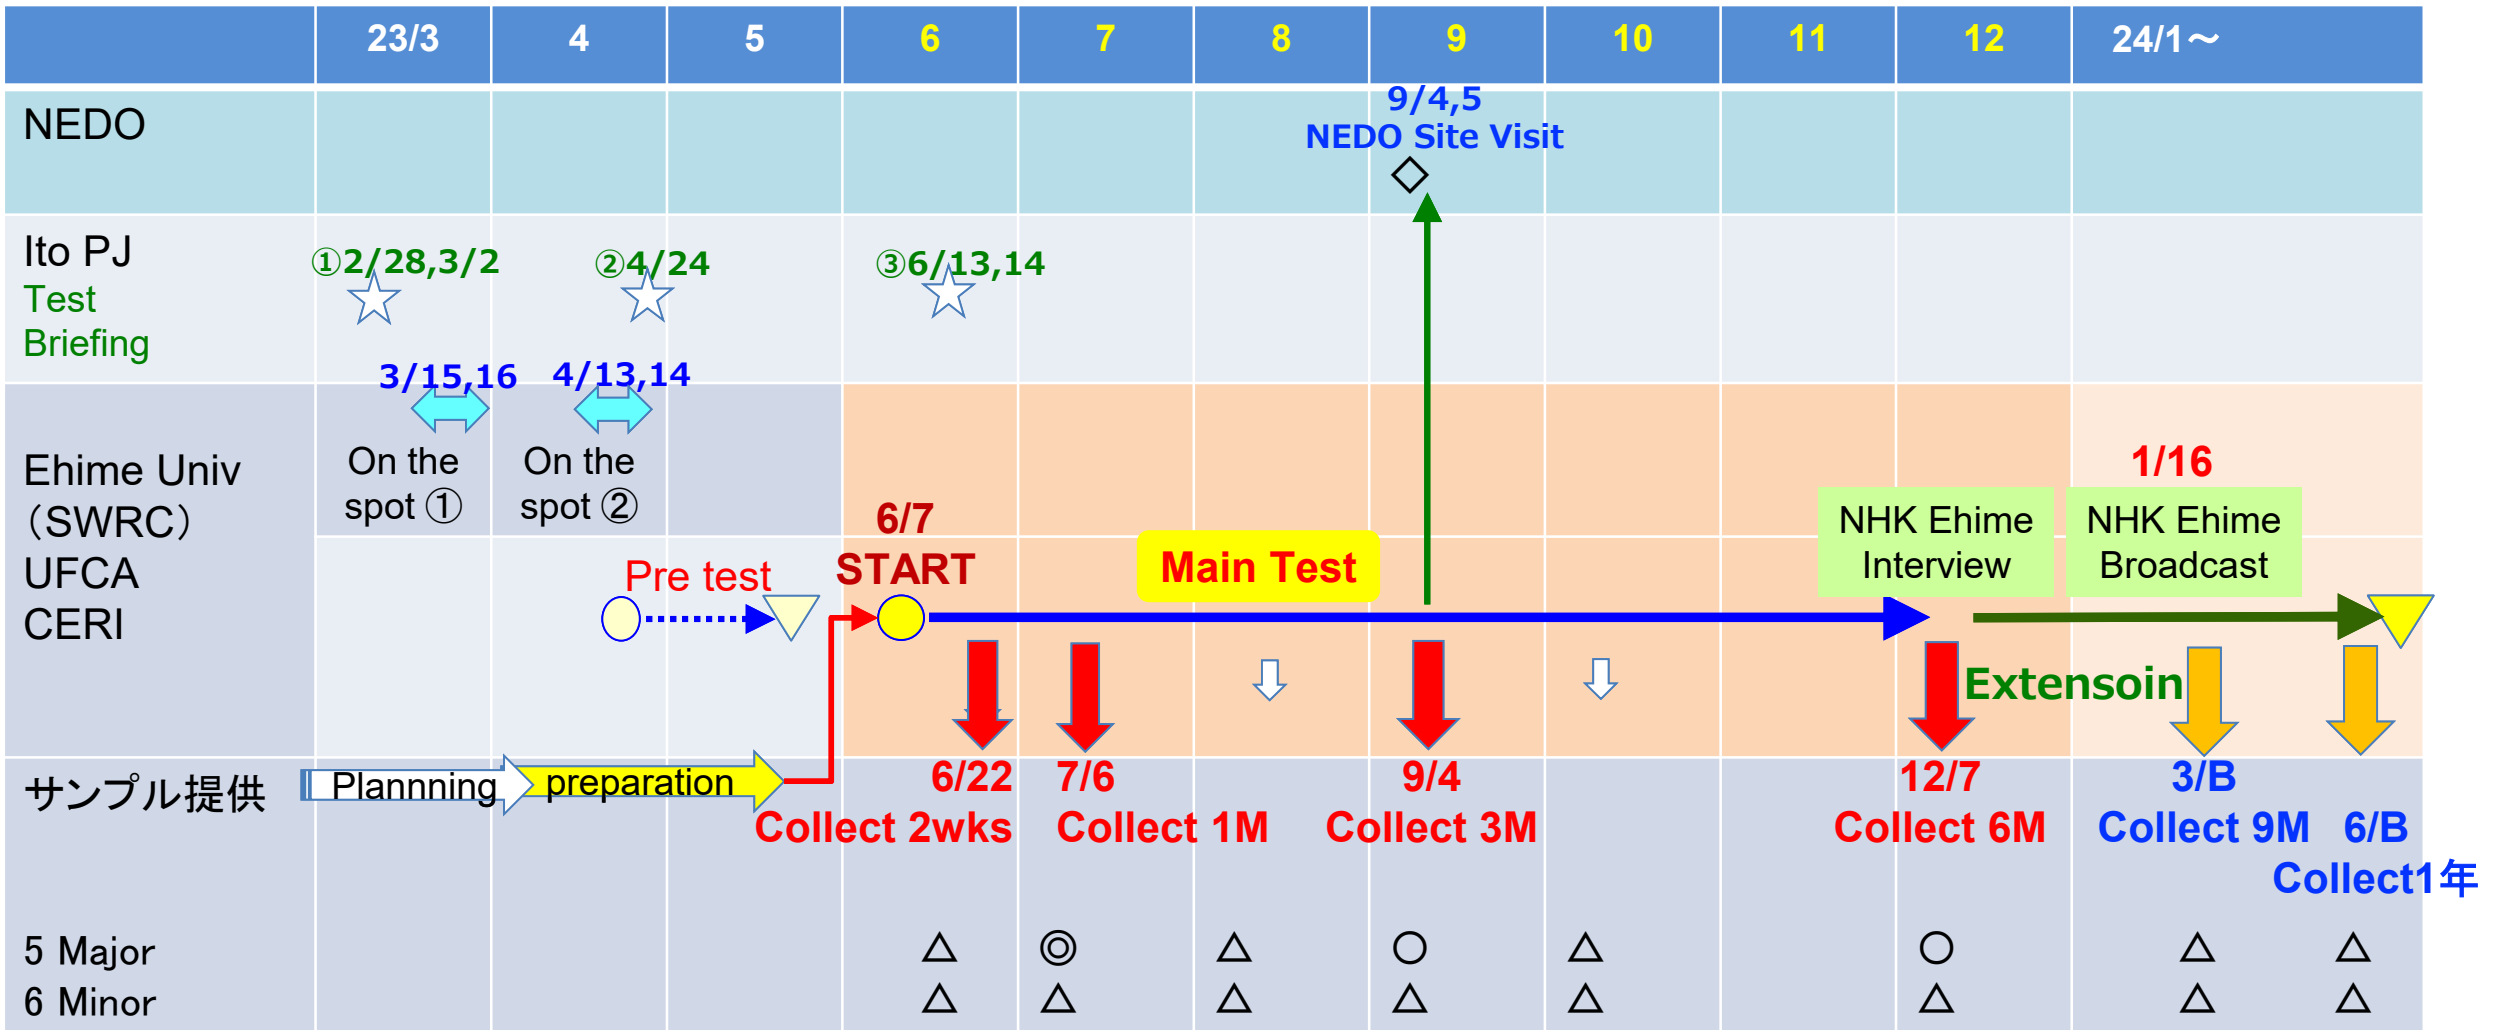 23/3 4 5 6 7 8 9 10 11 12 24/1～
NEDO
9/4,5
NEDO Site Visit
Ito PJ
Test
Briefing
①2/28,3/2 ②4/24 ③6/13,14
3/15,16 4/13,14
On the
spot ①
On the
spot ②
Ehime Univ
（SWRC）
UFCA
CERI
Pre test
6/7
START
Main Test
NHK Ehime
Interview
1/16
NHK Ehime
Broadcast
Extensoin
サンプル提供
Plannning
preparation
6/22
Collect 2wks
7/6
Collect 1M
9/4
Collect 3M
12/7
Collect 6M
3/B
Collect 9M
6/B
Collect1年
5 Major △ ◎ △ ○ △ ○ △ △
6 Minor △ △ △ △ △ △ △ △